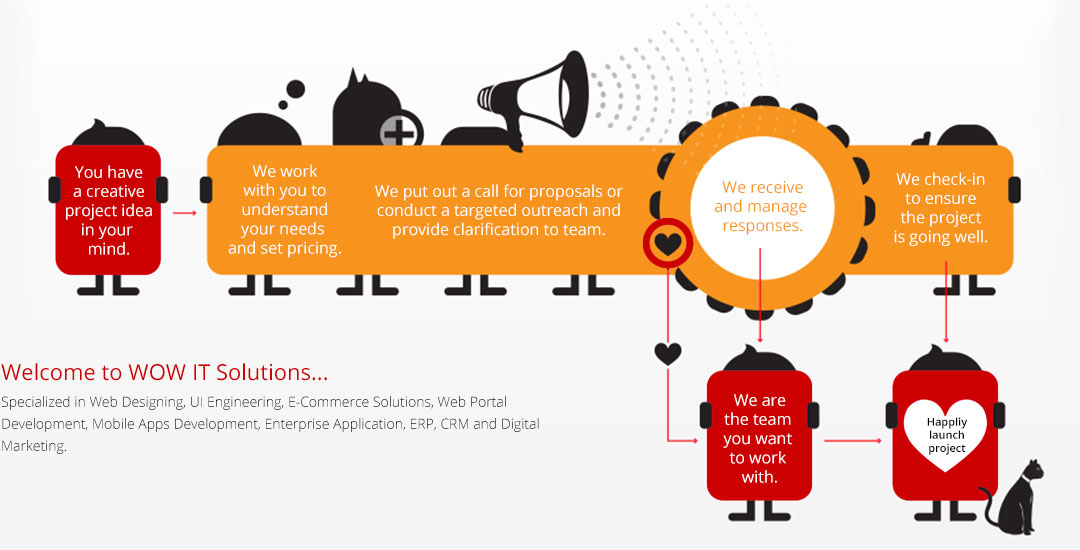 You have
a creative
project idea
in your
mind.
We work
with you to
understand
your needs
and set pricing.
We put out a call for proposals or
conduct a targeted outreach and
provide clarification to team.
We receive
and manage
responses.
We check-in
to ensure
the project
is going well.
Welcome to WOW IT Solutions...
Specialized in Web Designing, UI Engineering, E-Commerce Solutions, Web Portal
Development, Mobile Apps Development, Enterprise Application, ERP, CRM and Digital
Marketing.
We are
the team
you want
to work
with.
Happliy
launch
project